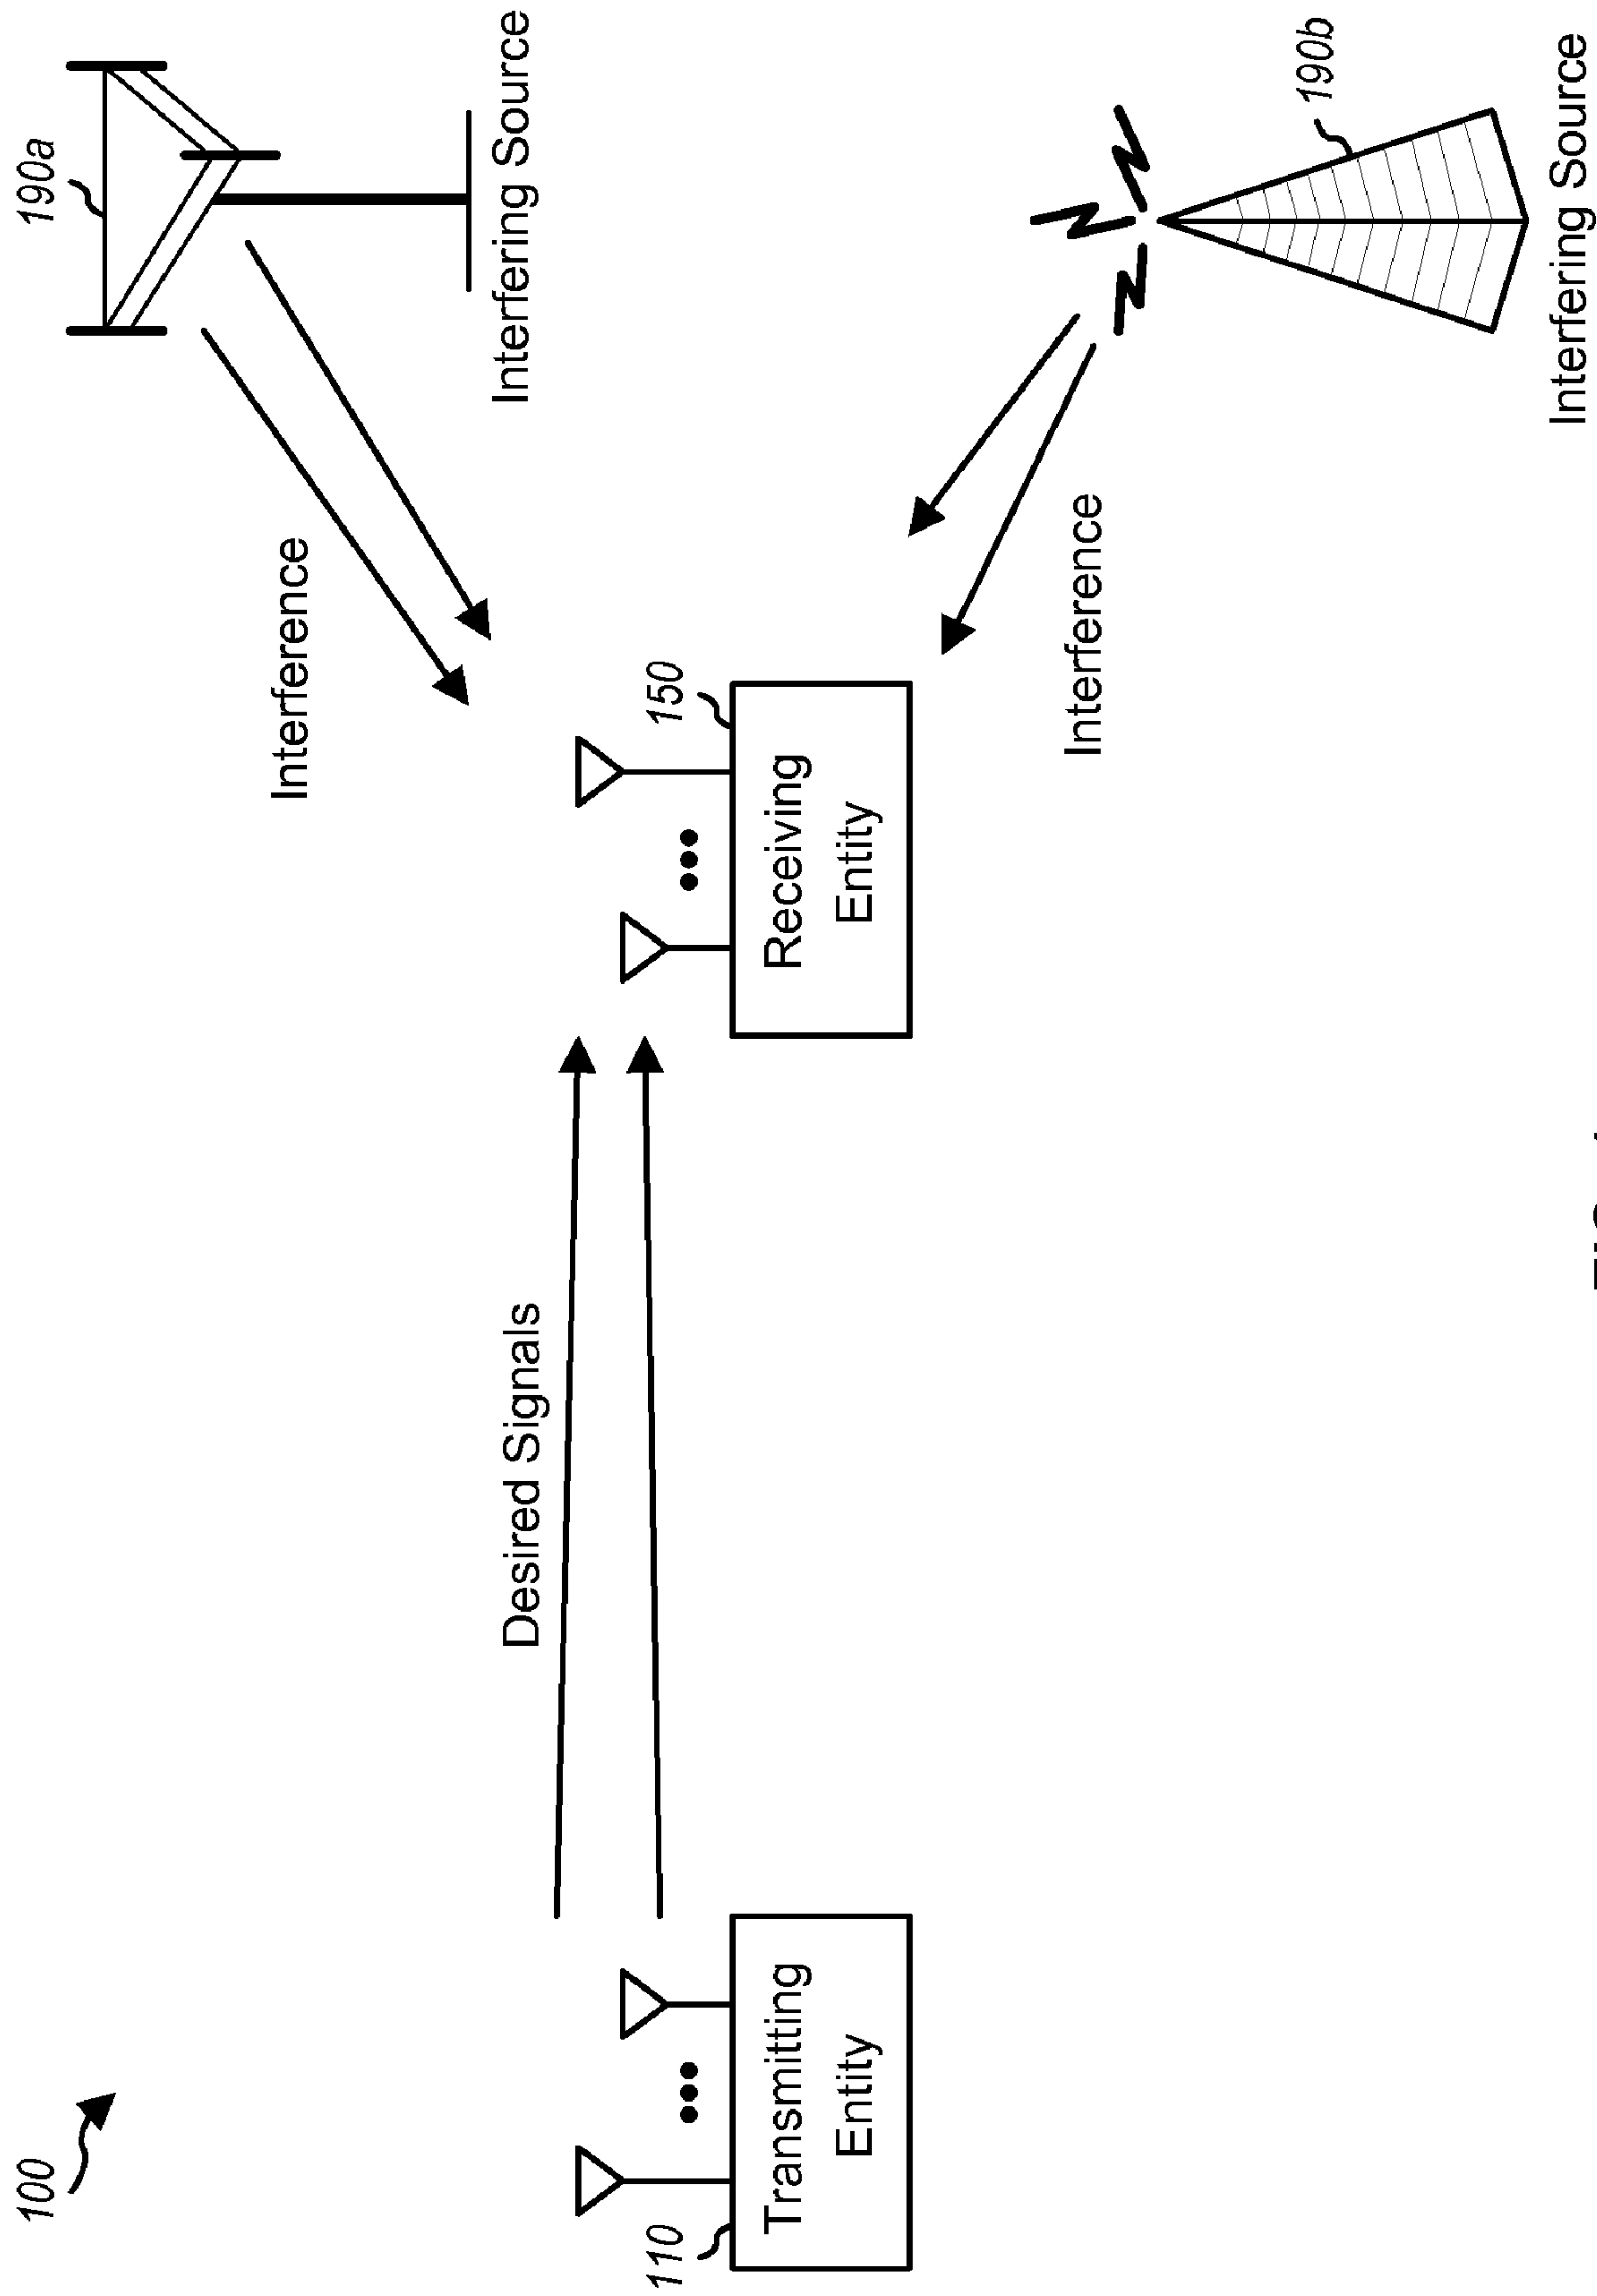 100
190a
Interference
Interfering Source
Desired Signals
110
150
Transmitting
Entity
Receiving
Entity
190b
Interference
Interfering Source